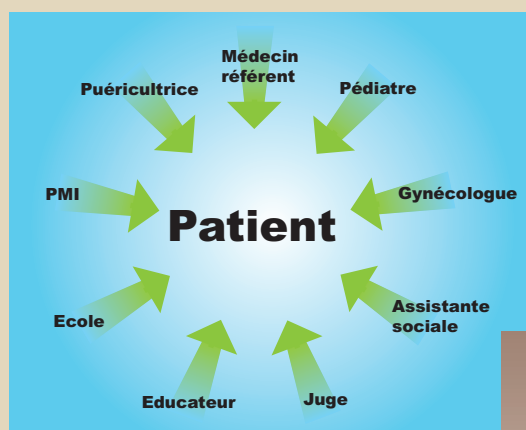 Médecin
référent
Puéricultrice
Pédiatre
PMI
Gynécologue
Patient
Ecole
Assistante
sociale
Educateur
Juge